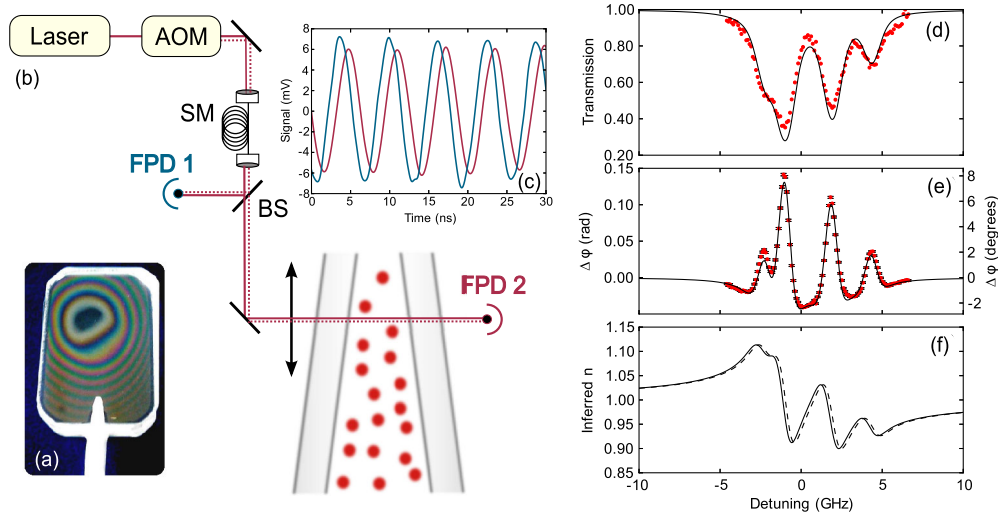 Laser
AOM
(b)
SM
FPD 1
BS
FPD 2
(a)
Signal (mV)
8
6
4
2
0
-2
-4
-6
-8
0
5
10
15
20
25
30
Time (ns)
(c)
Transmission
1.00
0.80
0.60
0.40
0.20
(d)
Δ φ (rad)
0.15
0.10
0.05
0.00
(e)
8
6
4
2
0
-2
Δ φ (degrees)
Inferred n
1.15
1.10
1.05
1.00
0.95
0.90
0.85
(f)
-10
-5
0
5
10
Detuning (GHz)